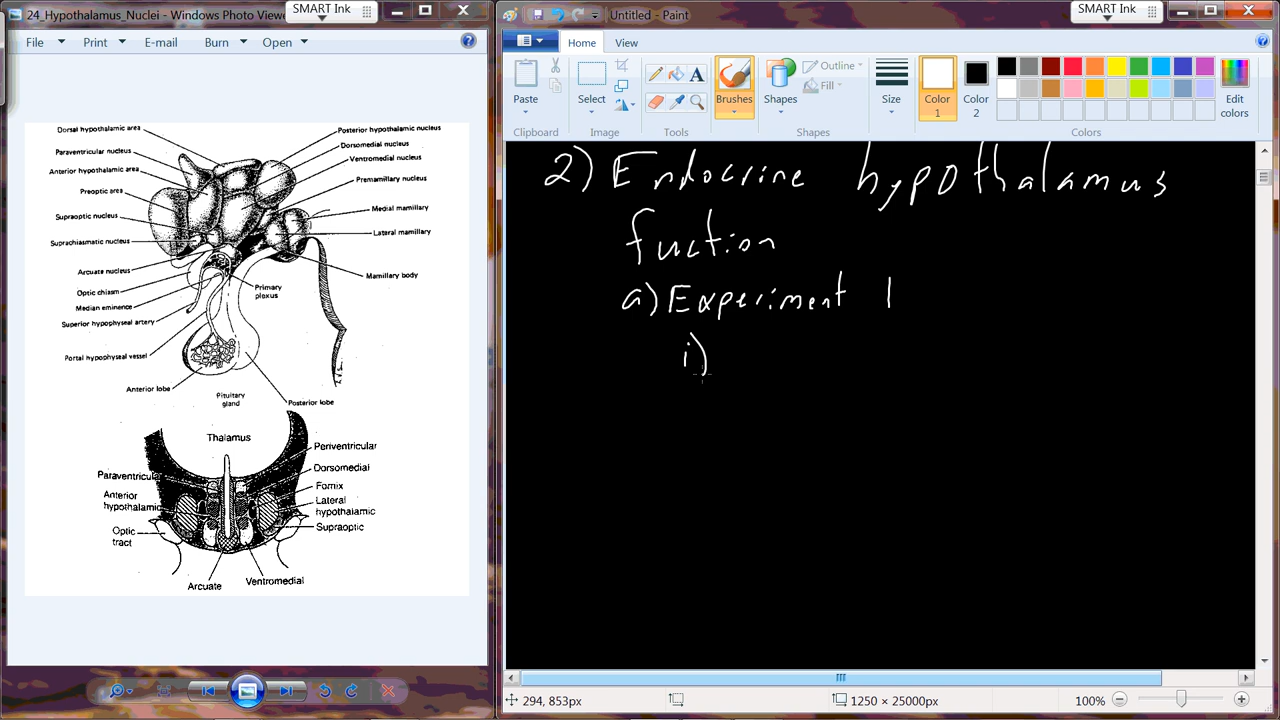 24_Hypothalamus_Nuclei - Windows Photo Viewer
SMART Ink
File Print E-mail Burn Open
Dorsal hypothalamic area
Paraventricular nucleus
Anterior hypothalamic area
Preoptic area
Supraoptic nucleus
Suprachiasmatic nucleus
Arcuate nucleus
Optic chiasm
Median eminence
Superior hypophyseal artery
Portal hypophyseal vessel
Anterior lobe
Posterior hypothalamic nucleus
Dorsomedial nucleus
Ventromedial nucleus
Premamillary nucleus
Medial mamillary
Lateral mamillary
Mamillary body
Primary
plexus
Pituitary
gland
Posterior lobe
Thalamus
Paraventricular
Anterior
hypothalamic
Optic
tract
Arcuate
Periventricular
Dorsomedial
Fornix
Lateral
hypothalamic
Supraoptic
Ventromedial
Untitled - Paint
SMART Ink
Home View
Paste
Clipboard
Select
Image
A
Tools
Brushes
Shapes
Outline
Fill
Shapes
Size
Color
1
Color
2
Edit
colors
Colors
2) Endocrine hypothalamus
fuction
a) Experiment 1
i)
294, 853px
1250 × 25000px
100%